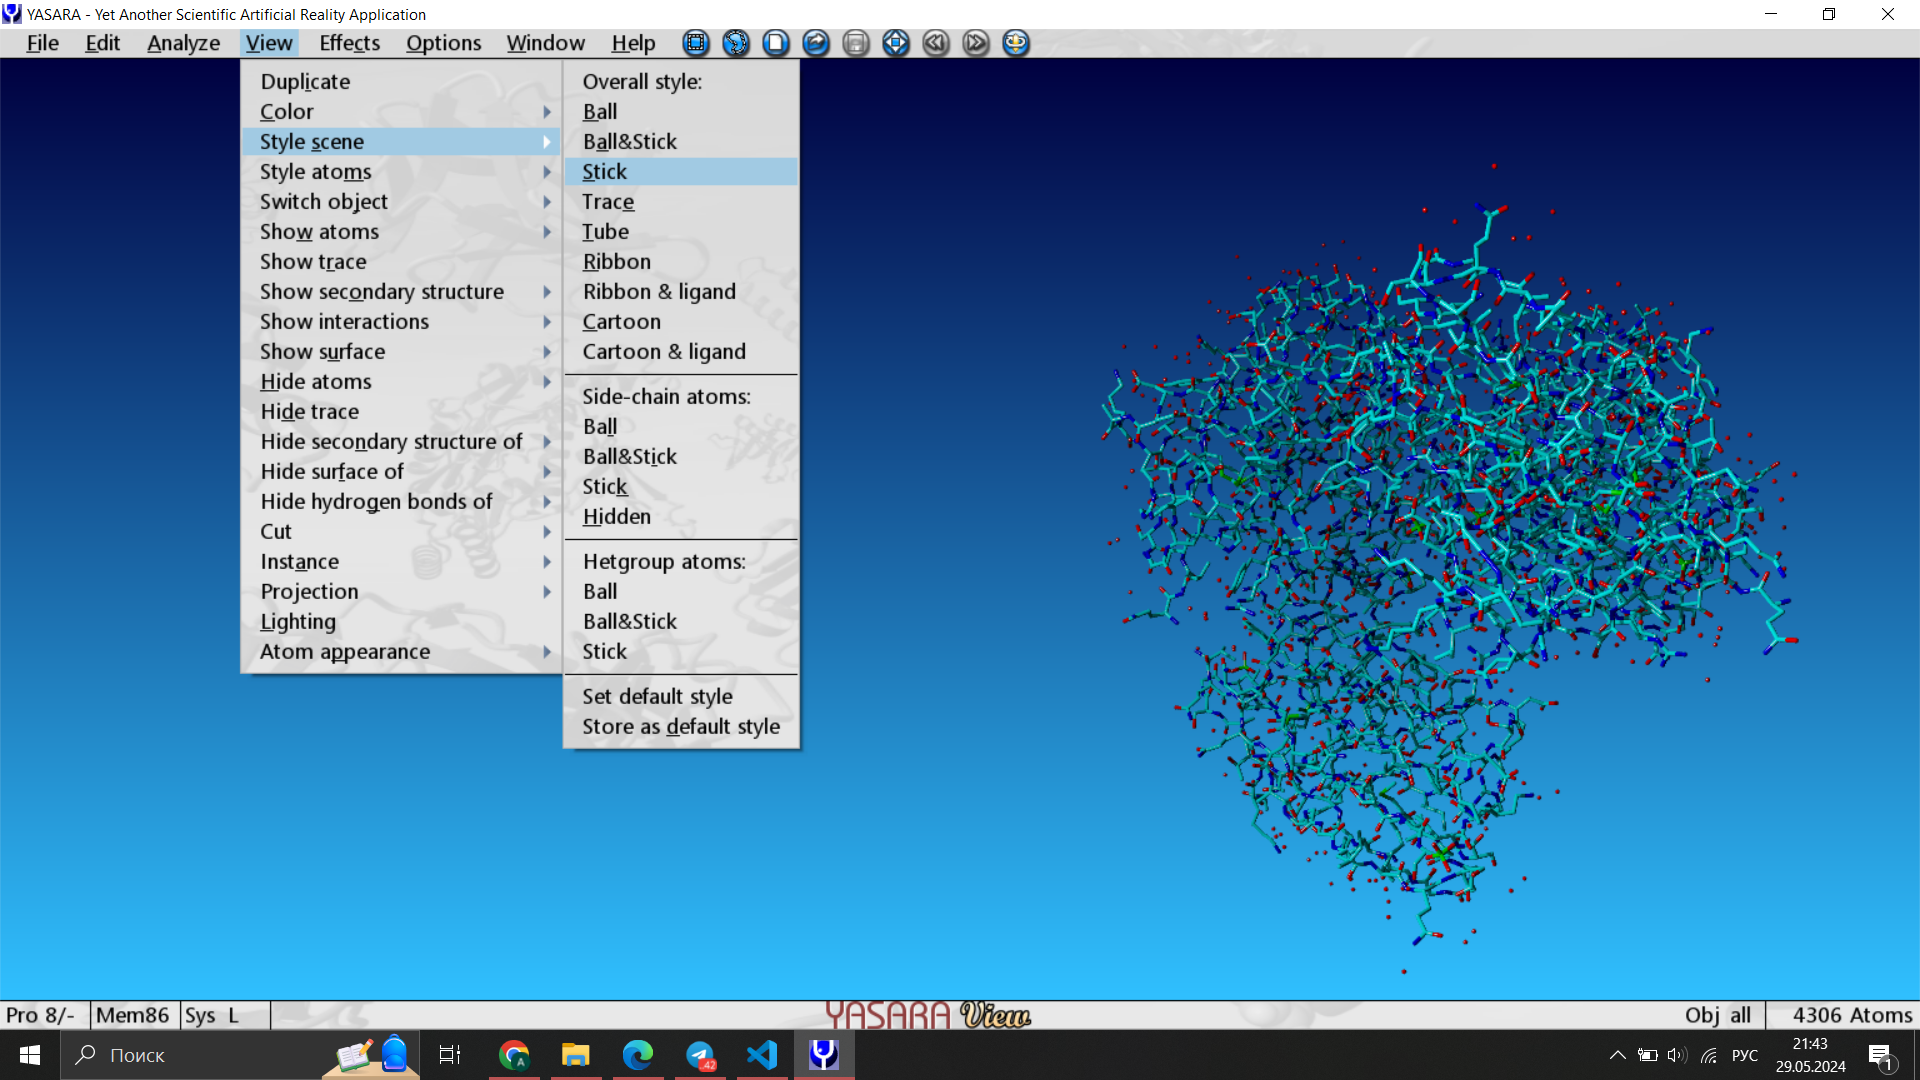 YASARA - Yet Another Scientific Artificial Reality Application
File Edit Analyze View Effects Options Window Help
Duplicate
Color
Style scene
Style atoms
Switch object
Show atoms
Show trace
Show secondary structure
Show interactions
Show surface
Hide atoms
Hide trace
Hide secondary structure of
Hide surface of
Hide hydrogen bonds of
Cut
Instance
Projection
Lighting
Atom appearance
Overall style:
Ball
Ball&Stick
Stick
Trace
Tube
Ribbon
Ribbon & ligand
Cartoon
Cartoon & ligand
Side-chain atoms:
Ball
Ball&Stick
Stick
Hidden
Hetgroup atoms:
Ball
Ball&Stick
Stick
Set default style
Store as default style
Pro 8/- Mem86 Sys L YASARA View Obj all 4306 Atoms
Поиск
A
42
РУС
21:43
29.05.2024
1